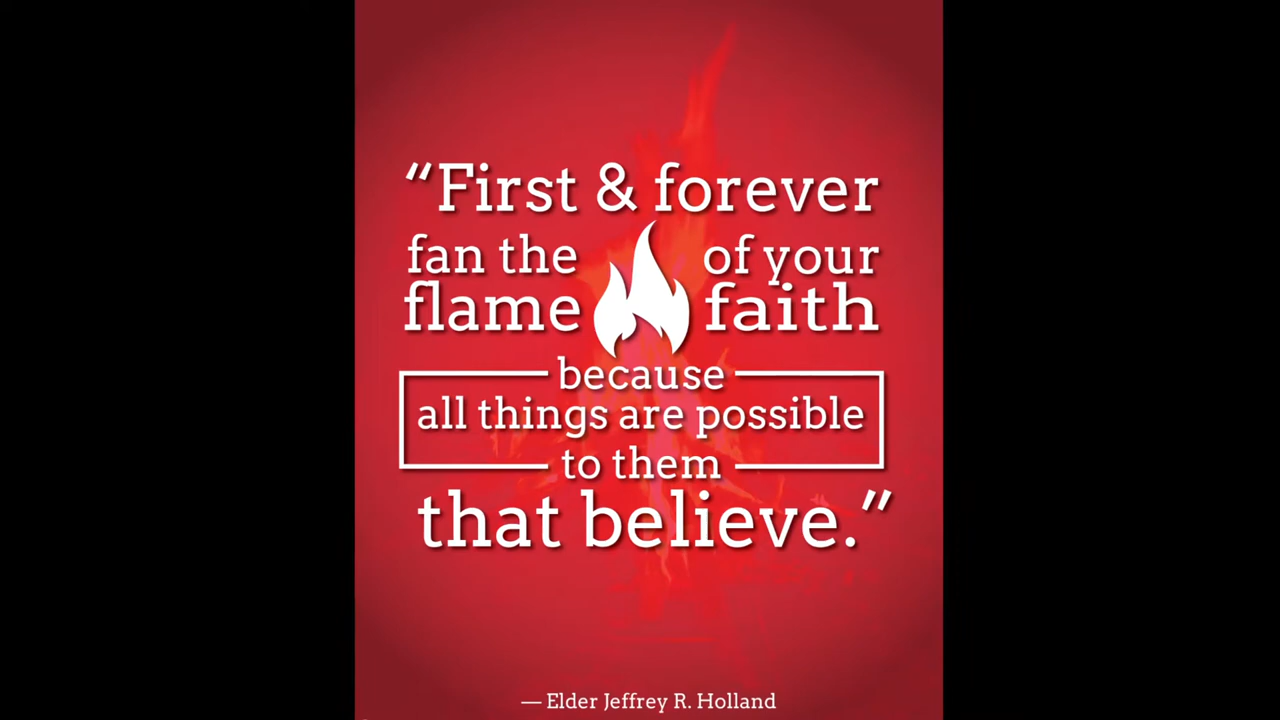 “First & forever
fan the of your
flame faith
because
all things are possible
to them
that believe.”
— Elder Jeffrey R. Holland